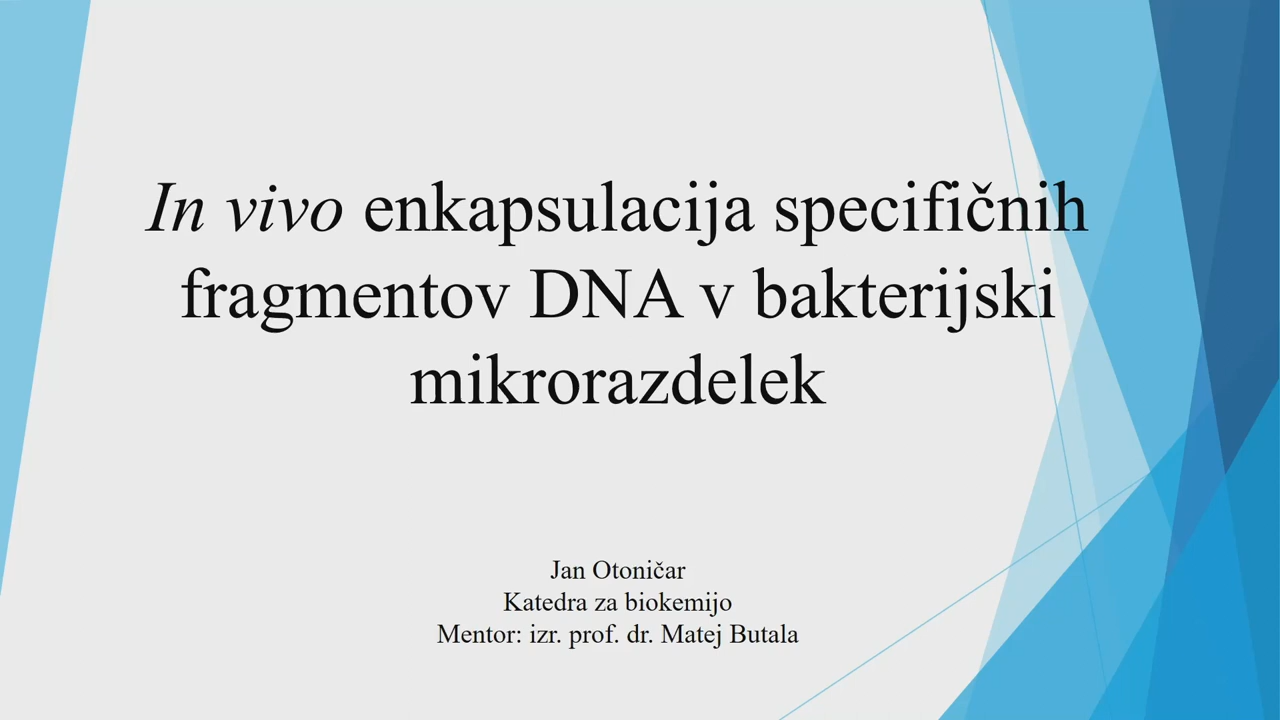 In vivo enkapsulacija specifičnih
fragmentov DNA v bakterijski
mikrorazdelek
Jan Otoničar
Katedra za biokemijo
Mentor: izr. prof. dr. Matej Butala